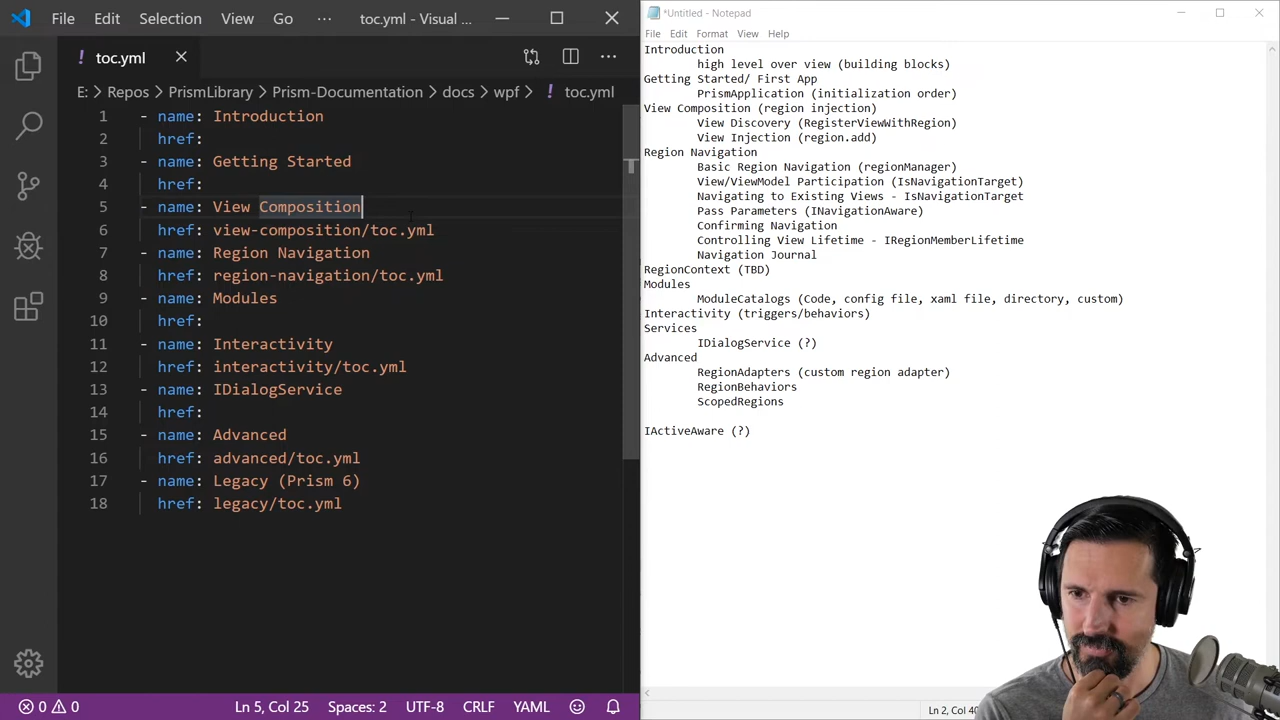 File Edit Selection View Go ··· toc.yml - Visual ...
toc.yml
E: > Repos > PrismLibrary > Prism-Documentation > docs > wpf > ! toc.yml
1 - name: Introduction
2 href:
3 - name: Getting Started
4 href:
5 - name: View Composition
6 href: view-composition/toc.yml
7 - name: Region Navigation
8 href: region-navigation/toc.yml
9 - name: Modules
10 href:
11 - name: Interactivity
12 href: interactivity/toc.yml
13 - name: IDialogService
14 href:
15 - name: Advanced
16 href: advanced/toc.yml
17 - name: Legacy (Prism 6)
18 href: legacy/toc.yml
0 0 Ln 5, Col 25 Spaces: 2 UTF-8 CRLF YAML
*Untitled - Notepad
File Edit Format View Help
Introduction
high level over view (building blocks)
Getting Started/ First App
PrismApplication (initialization order)
View Composition (region injection)
View Discovery (RegisterViewWithRegion)
View Injection (region.add)
Region Navigation
Basic Region Navigation (regionManager)
View/ViewModel Participation (IsNavigationTarget)
Navigating to Existing Views - IsNavigationTarget
Pass Parameters (INavigationAware)
Confirming Navigation
Controlling View Lifetime - IRegionMemberLifetime
Navigation Journal
RegionContext (TBD)
Modules
ModuleCatalogs (Code, config file, xaml file, directory, custom)
Interactivity (triggers/behaviors)
Services
IDialogService (?)
Advanced
RegionAdapters (custom region adapter)
RegionBehaviors
ScopedRegions
IActiveAware (?)
Ln 2, Col 40